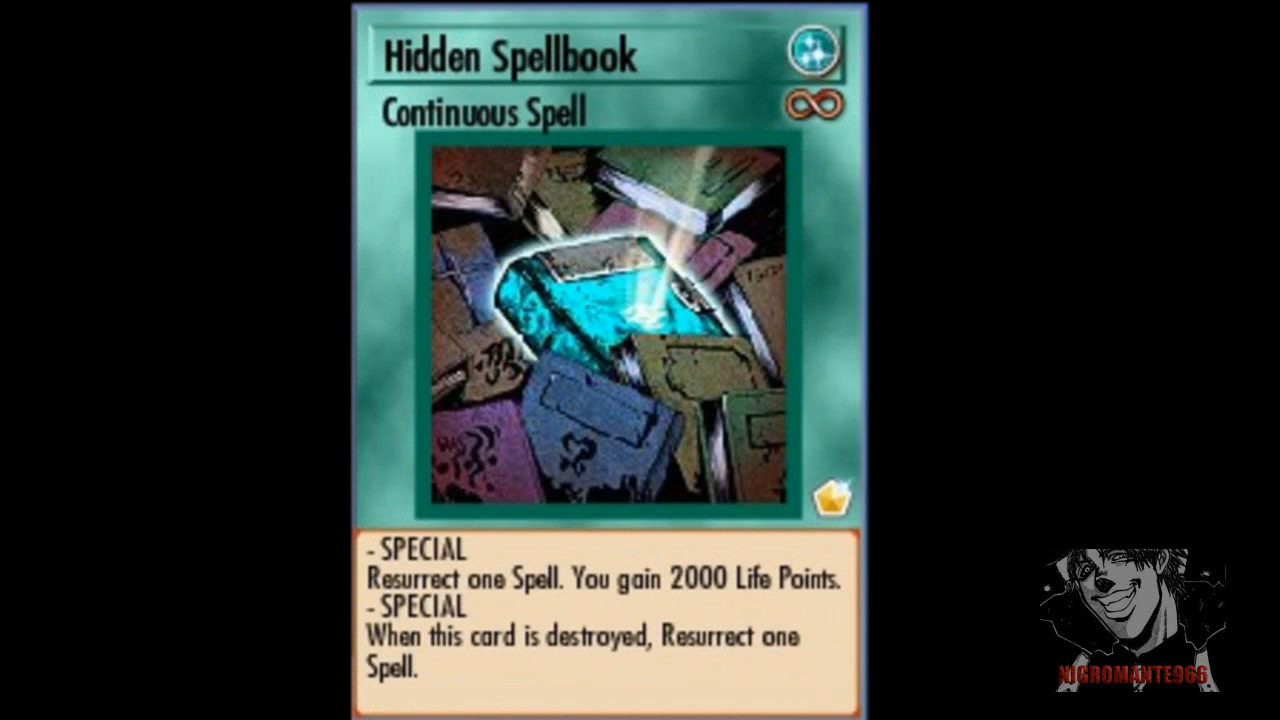 Hidden Spellbook
Continuous Spell
- SPECIAL
Resurrect one Spell. You gain 2000 Life Points.
- SPECIAL
When this card is destroyed, Resurrect one
Spell.
NIGROMANTE966